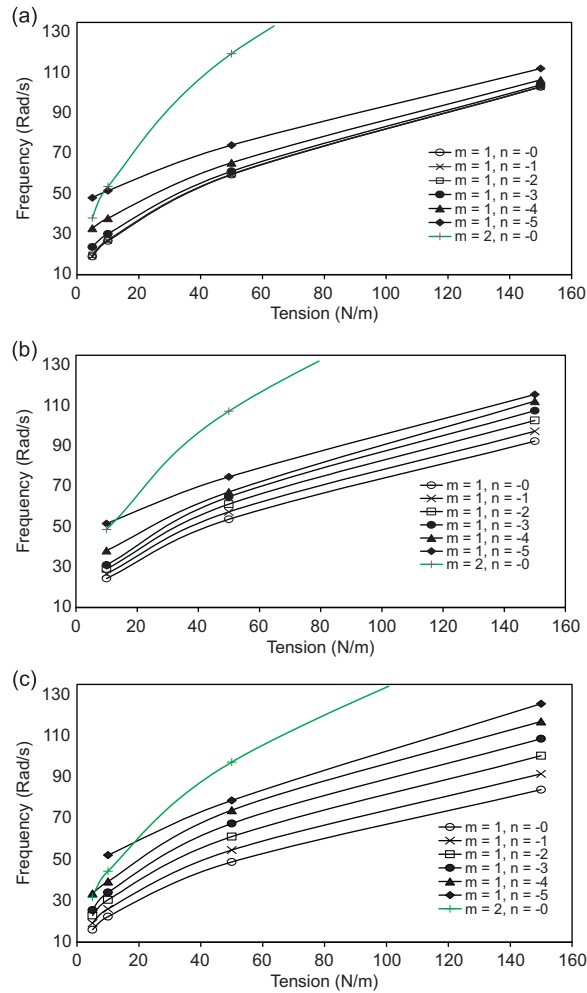 (a)
130
110
90
70
50
30
10
Frequency (Rad/s)
m = 1, n = -0
m = 1, n = -1
m = 1, n = -2
m = 1, n = -3
m = 1, n = -4
m = 1, n = -5
m = 2, n = -0
0 20 40 60 80 100 120 140 160
Tension (N/m)
(b)
130
110
90
70
50
30
10
Frequency (Rad/s)
m = 1, n = -0
m = 1, n = -1
m = 1, n = -2
m = 1, n = -3
m = 1, n = -4
m = 1, n = -5
m = 2, n = -0
0 20 40 60 80 100 120 140 160
Tension (N/m)
(c)
130
110
90
70
50
30
10
Frequency (Rad/s)
m = 1, n = -0
m = 1, n = -1
m = 1, n = -2
m = 1, n = -3
m = 1, n = -4
m = 1, n = -5
m = 2, n = -0
0 20 40 60 80 100 120 140 160
Tension (N/m)